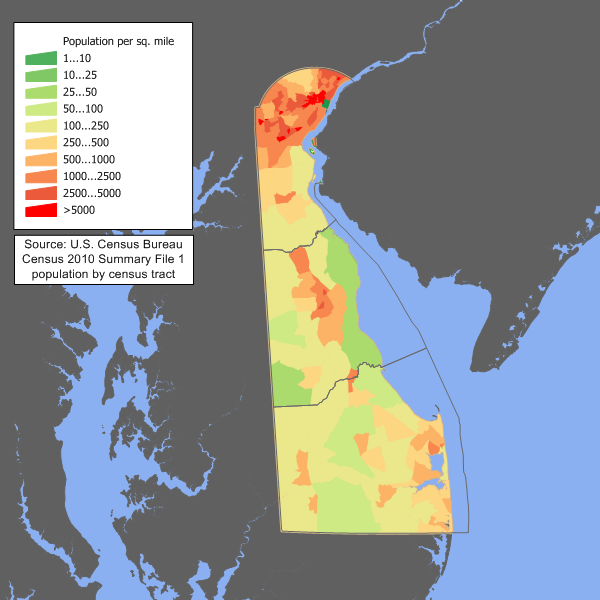 Population per sq. mile
1...10
10...25
25...50
50...100
100...250
250...500
500...1000
1000...2500
2500...5000
>5000
Source: U.S. Census Bureau
Census 2010 Summary File 1
population by census tract